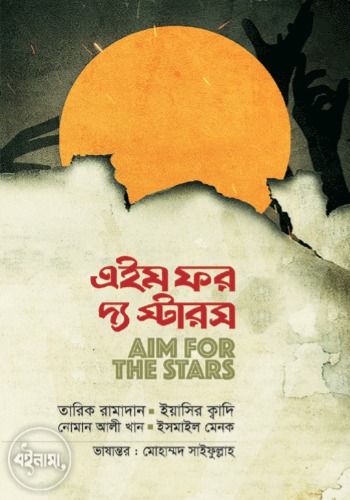 এইম ফর
দ্য স্টারস
AIM FOR
THE STARS
তারিক রামাদান ▪ ইয়াসির ক্বাদি
নোমান আলী খান ▪ ইসমাইল মেনক
ভাষান্তর : মোহাম্মদ সাইফুল্লাহ
বইনামা